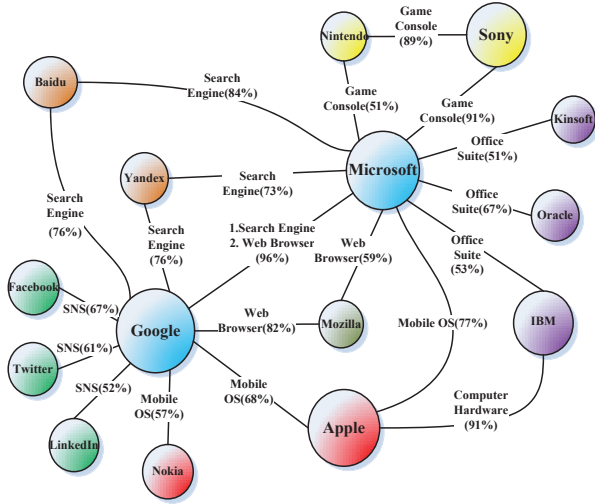 Game
Console
(89%)
Nintendo
Sony
Baidu
Search
Engine(84%)
Game
Console(51%)
Game
Console(91%)
Kinsoft
Office
Suite(51%)
Microsoft
Yandex
Search
Engine(73%)
Office
Suite(67%)
Oracle
Search
Engine
(76%)
Search
Engine
(76%)
1.Search Engine
2. Web Browser
(96%)
Web
Browser(59%)
Office
Suite
(53%)
Facebook
SNS(67%)
Google
Web
Browser(82%)
Mozilla
Mobile OS(77%)
IBM
SNS(61%)
Twitter
SNS(52%)
Mobile
OS(57%)
Mobile
OS(68%)
Computer
Hardware
(91%)
Apple
LinkedIn
Nokia